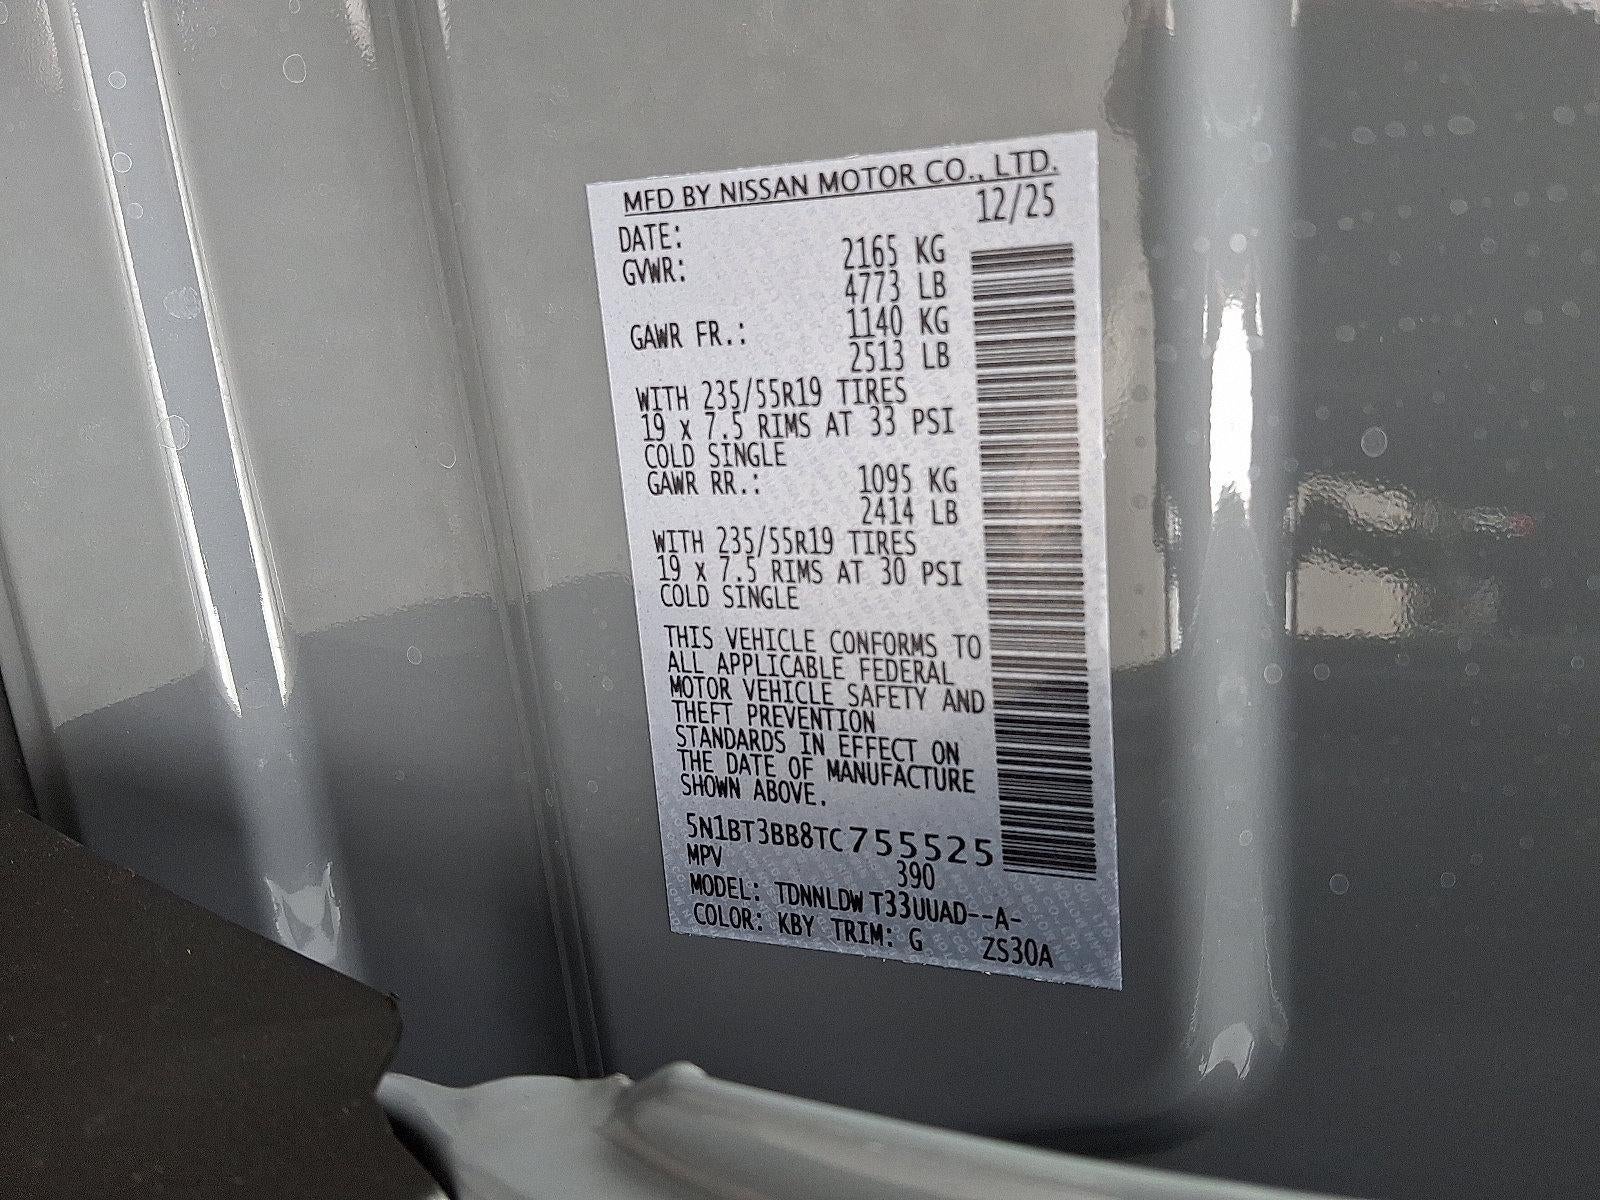 MFD BY NISSAN MOTOR CO., LTD.
DATE: 12/25
GVWR: 2165 KG
4773 LB
GAWR FR.: 1140 KG
2513 LB
WITH 235/55R19 TIRES
19 x 7.5 RIMS AT 33 PSI
COLD SINGLE
GAWR RR.: 1095 KG
2414 LB
WITH 235/55R19 TIRES
19 x 7.5 RIMS AT 30 PSI
COLD SINGLE
THIS VEHICLE CONFORMS TO
ALL APPLICABLE FEDERAL
MOTOR VEHICLE SAFETY AND
THEFT PREVENTION
STANDARDS IN EFFECT ON
THE DATE OF MANUFACTURE
SHOWN ABOVE.
5N1BT3BB8TC755525
MPV 390
MODEL: TDNNLDW T33UUAD--A-
COLOR: KBY TRIM: G ZS30A